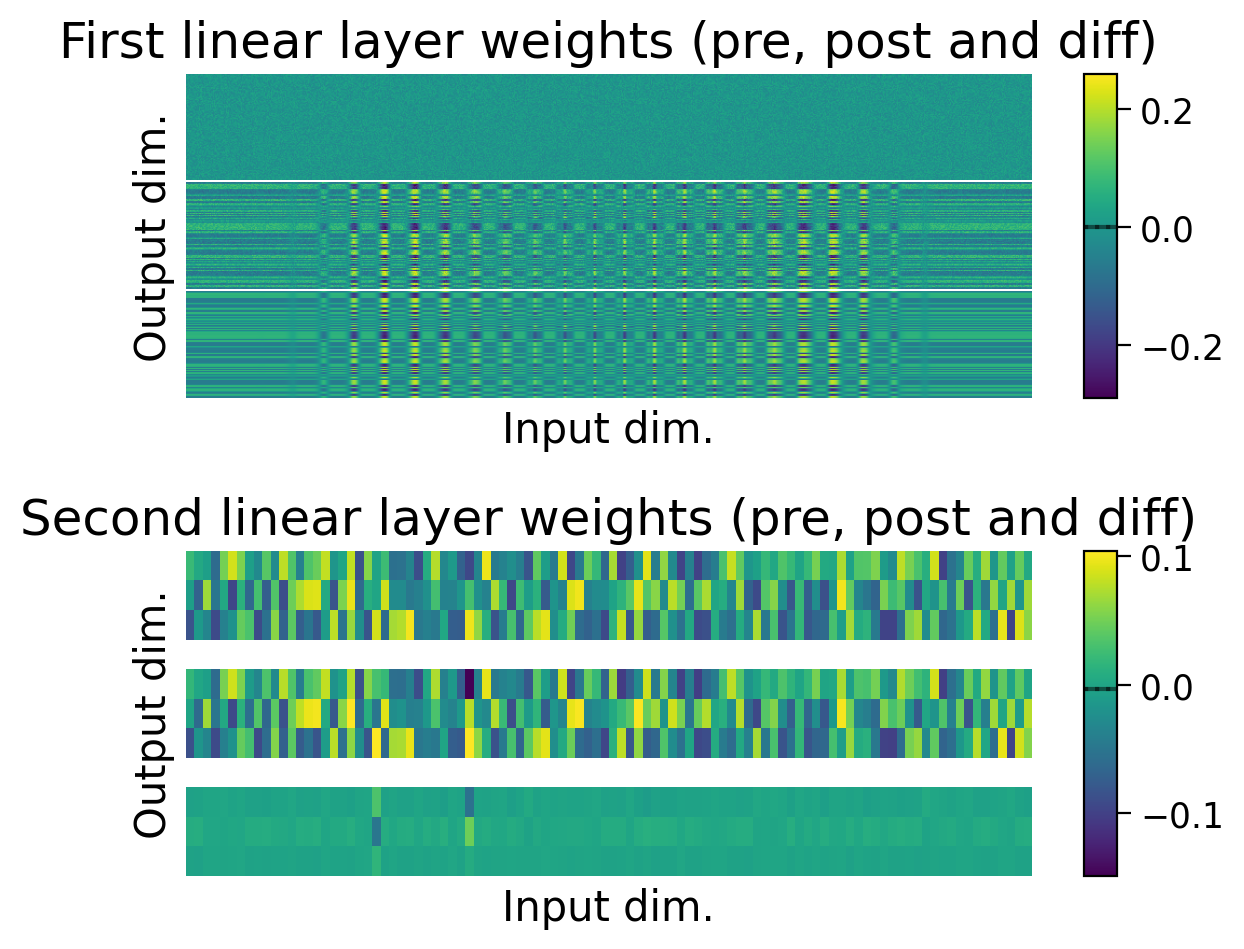 First linear layer weights (pre, post and diff)
Output dim.
Input dim.
0.2
0.0
−0.2
Second linear layer weights (pre, post and diff)
Output dim.
Input dim.
0.1
0.0
−0.1